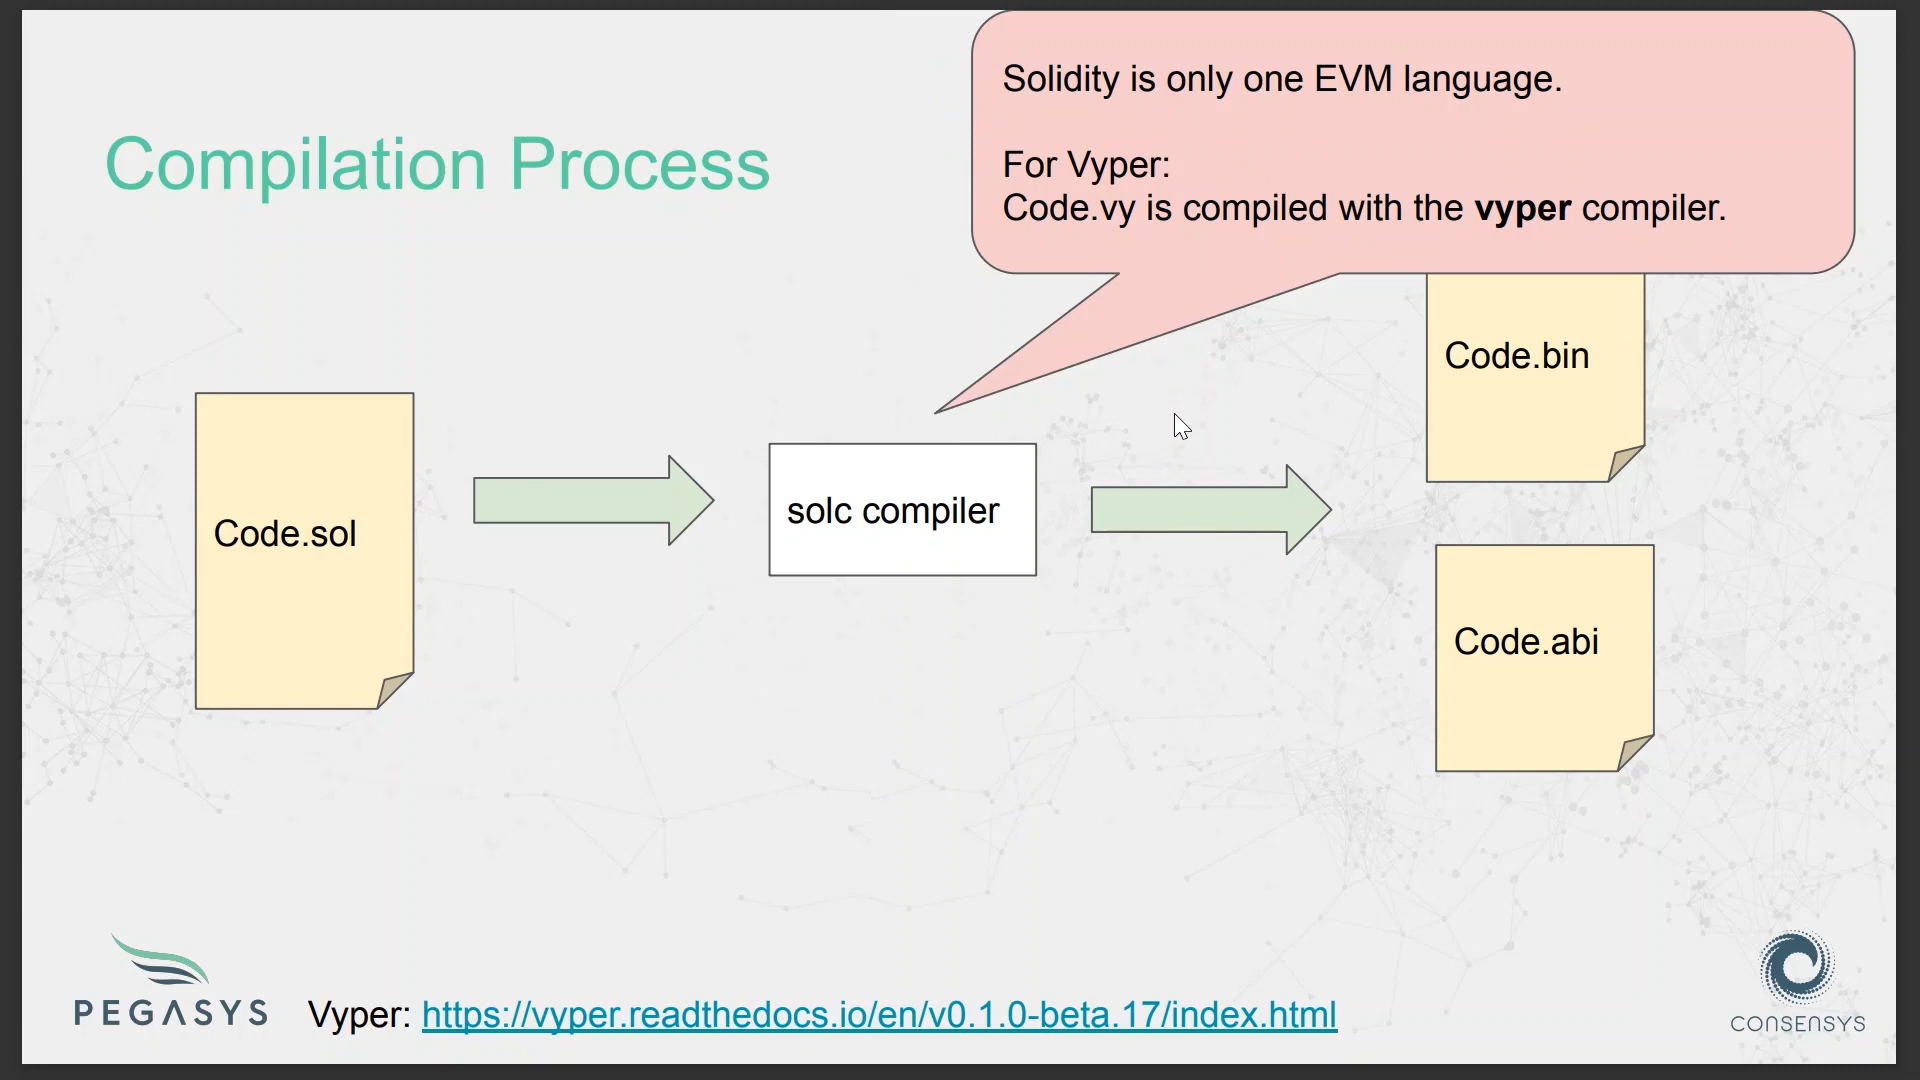 Solidity is only one EVM language.
For Vyper:
Code.vy is compiled with the vyper compiler.
Compilation Process
Code.sol
solc compiler
Code.bin
Code.abi
PEGASYS
Vyper: https://vyper.readthedocs.io/en/v0.1.0-beta.17/index.html
CONSENSYS